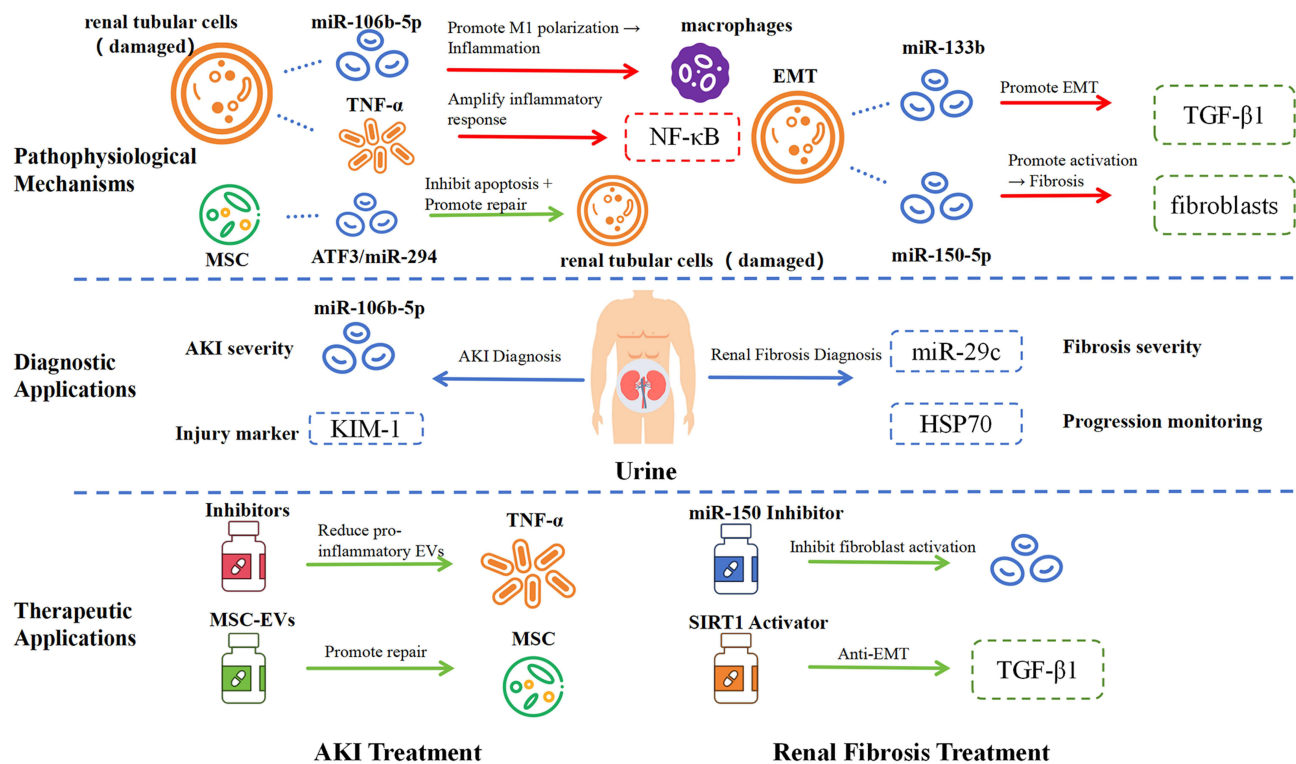 renal tubular cells
( damaged)
miR-106b-5p
Promote M1 polarization →
Inflammation
macrophages
TNF-α
Amplify inflammatory
response
NF-κB
EMT
miR-133b
Promote EMT
TGF-β1
Pathophysiological
Mechanisms
MSC
ATF3/miR-294
Inhibit apoptosis +
Promote repair
renal tubular cells ( damaged)
miR-150-5p
Promote activation
→ Fibrosis
fibroblasts
Diagnostic
Applications
AKI severity
miR-106b-5p
Injury marker
KIM-1
AKI Diagnosis
Urine
Renal Fibrosis Diagnosis
miR-29c
Fibrosis severity
HSP70
Progression monitoring
Therapeutic
Applications
Inhibitors
Reduce pro-
inflammatory EVs
TNF-α
MSC-EVs
Promote repair
MSC
AKI Treatment
miR-150 Inhibitor
Inhibit fibroblast activation
SIRT1 Activator
Anti-EMT
TGF-β1
Renal Fibrosis Treatment